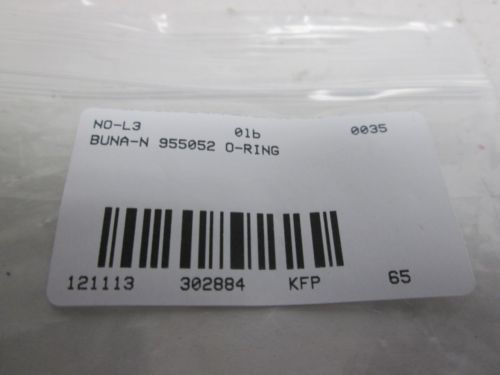 NO-L3 01b 0035
BUNA-N 955052 O-RING
121113 302884 KFP 65